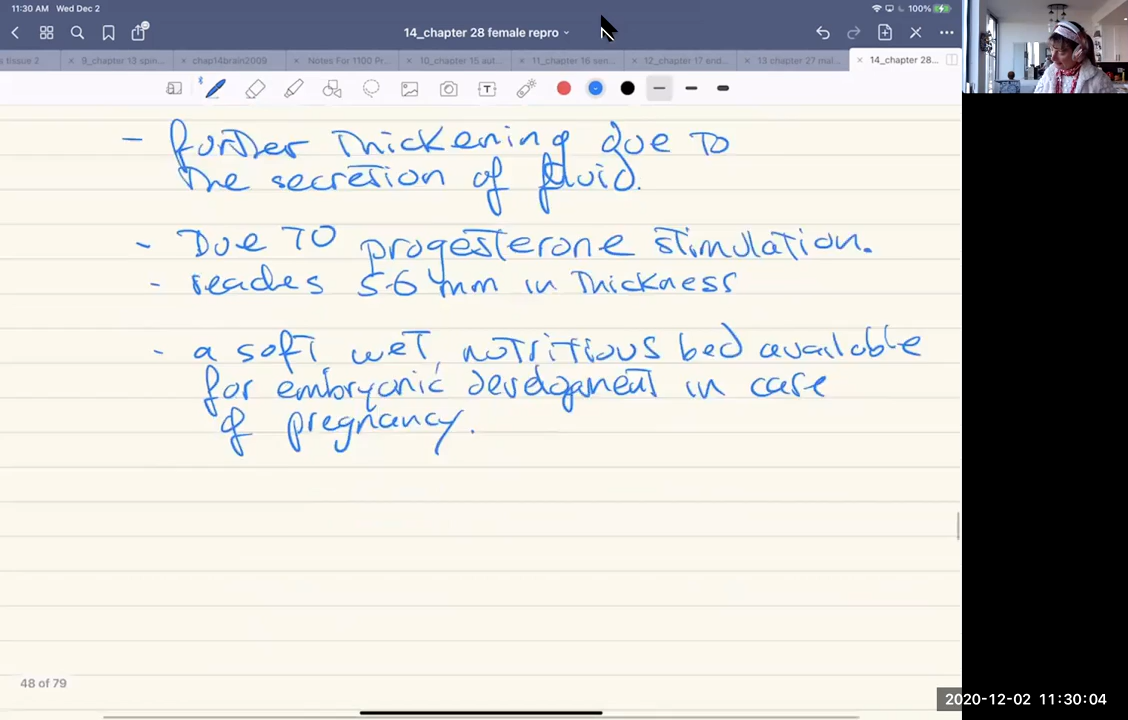 11:30 AM Wed Dec 2
100%
14_chapter 28 female repro
s tissue 2
9_chapter 13 spin...
chap14brain2009
Notes For 1100 Pr...
10_chapter 15 aut...
11_chapter 16 sen...
12_chapter 17 end...
13 chapter 27 mal...
14_chapter 28...
- further Thickening due to
the secretion of fluid.
- Due TO progesterone stimulation.
- reaches 5-6 mm in Thickness
- a soft, wet, nutritious bed available
for embryonic development in case
of pregnancy.
48 of 79
2020-12-02 11:30:04